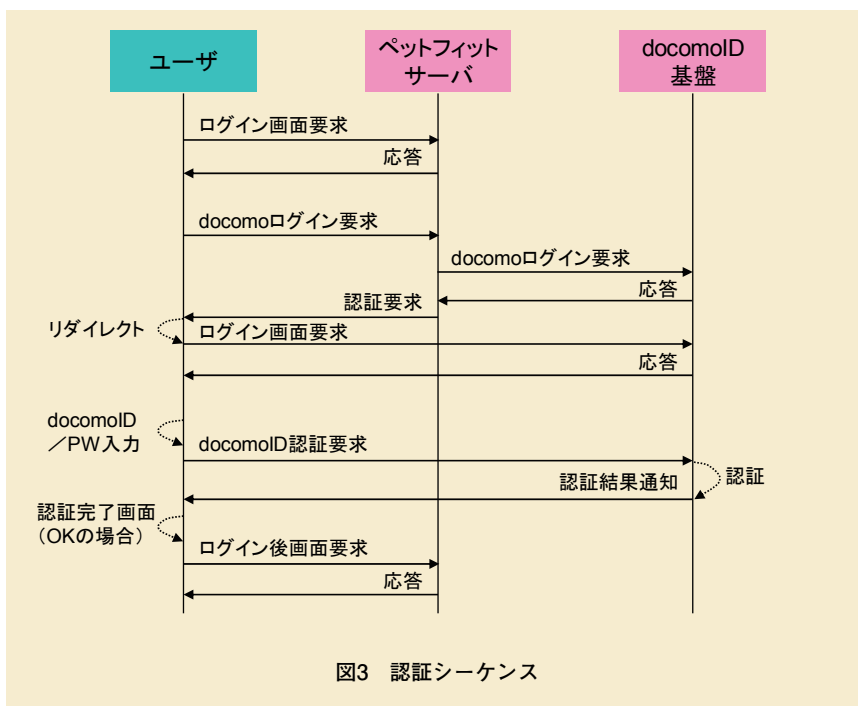 ユーザ
ペットフィット
サーバ
docomoID
基盤
ログイン画面要求
応答
docomoログイン要求
docomoログイン要求
応答
認証要求
リダイレクト
ログイン画面要求
応答
docomoID
／PW入力
docomoID認証要求
認証
認証結果通知
認証完了画面
（OKの場合）
ログイン後画面要求
応答
図3　認証シーケンス